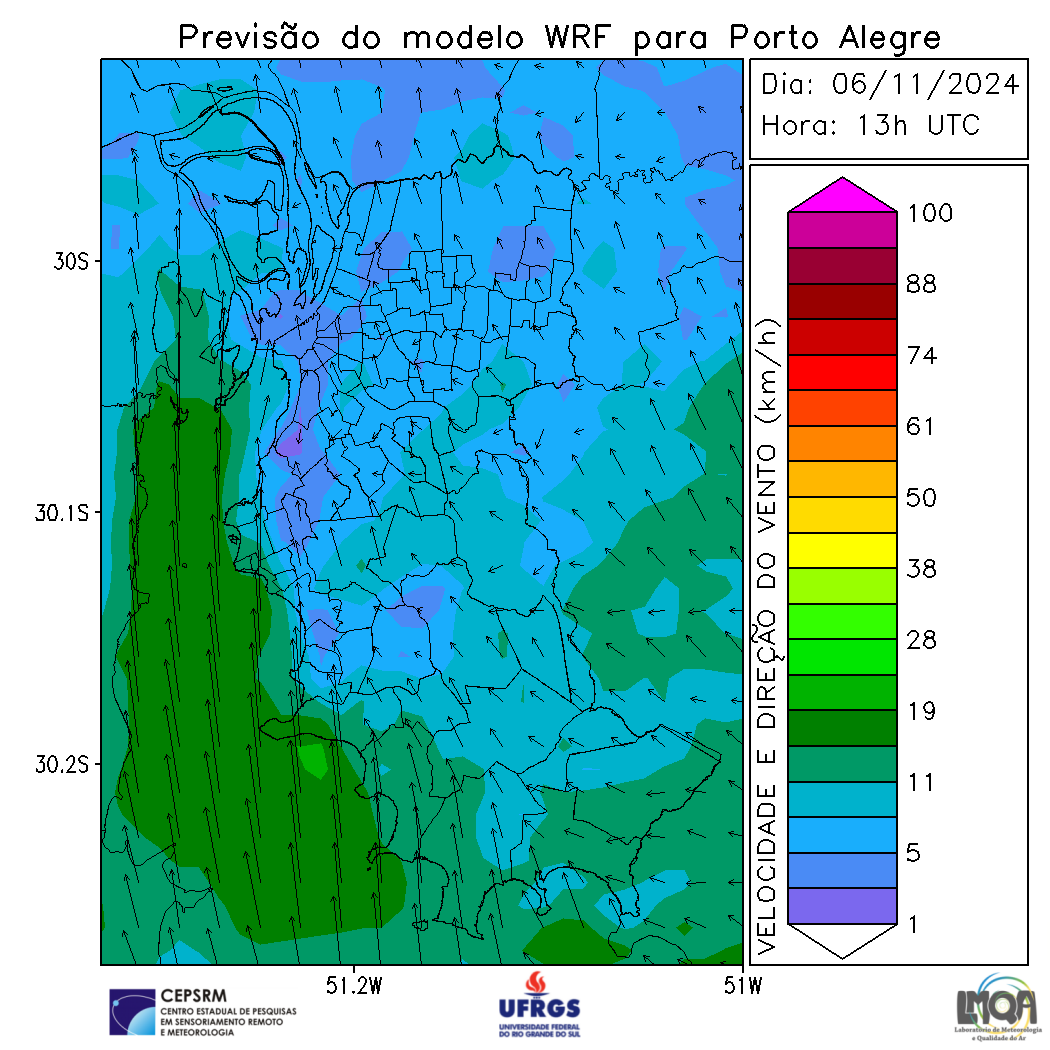 Previsão do modelo WRF para Porto Alegre
Dia: 06/11/2024
Hora: 13h UTC
30S
30.1S
30.2S
51.2W
51W
VELOCIDADE E DIREÇÃO DO VENTO (km/h)
100
88
74
61
50
38
28
19
11
5
1
CEPSRM
CENTRO ESTADUAL DE PESQUISAS
EM SENSORIAMENTO REMOTO
E METEOROLOGIA
UFRGS
UNIVERSIDADE FEDERAL
DO RIO GRANDE DO SUL
LMQA
Laboratório de Meteorologia
e Qualidade do Ar